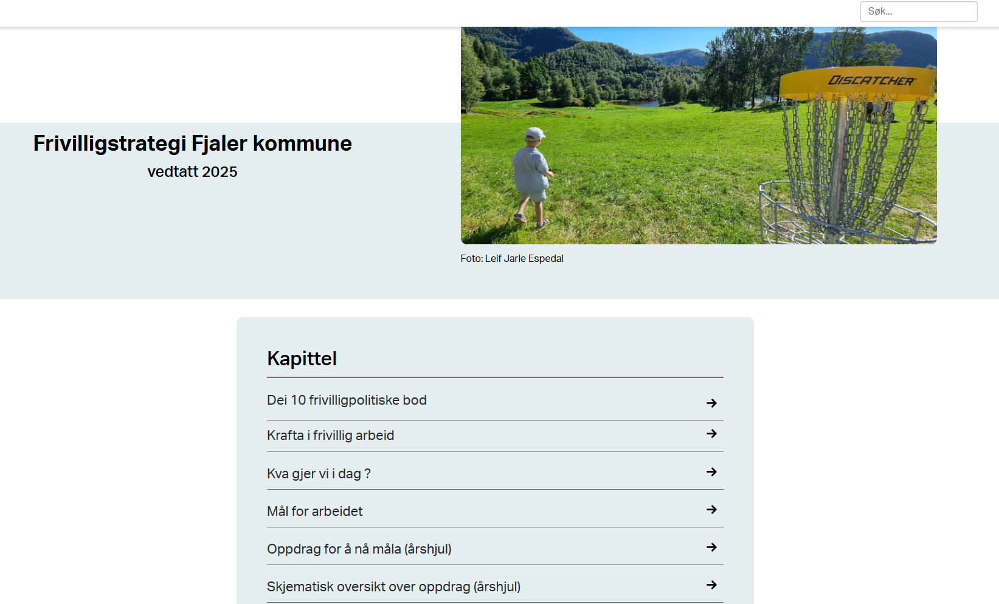 Søk...
DISCATCHER
Frivilligstrategi Fjaler kommune
vedtatt 2025
Foto: Leif Jarle Espedal
Kapittel
Dei 10 frivilligpolitiske bod
Krafta i frivillig arbeid
Kva gjer vi i dag ?
Mål for arbeidet
Oppdrag for å nå måla (årshjul)
Skjematisk oversikt over oppdrag (årshjul)